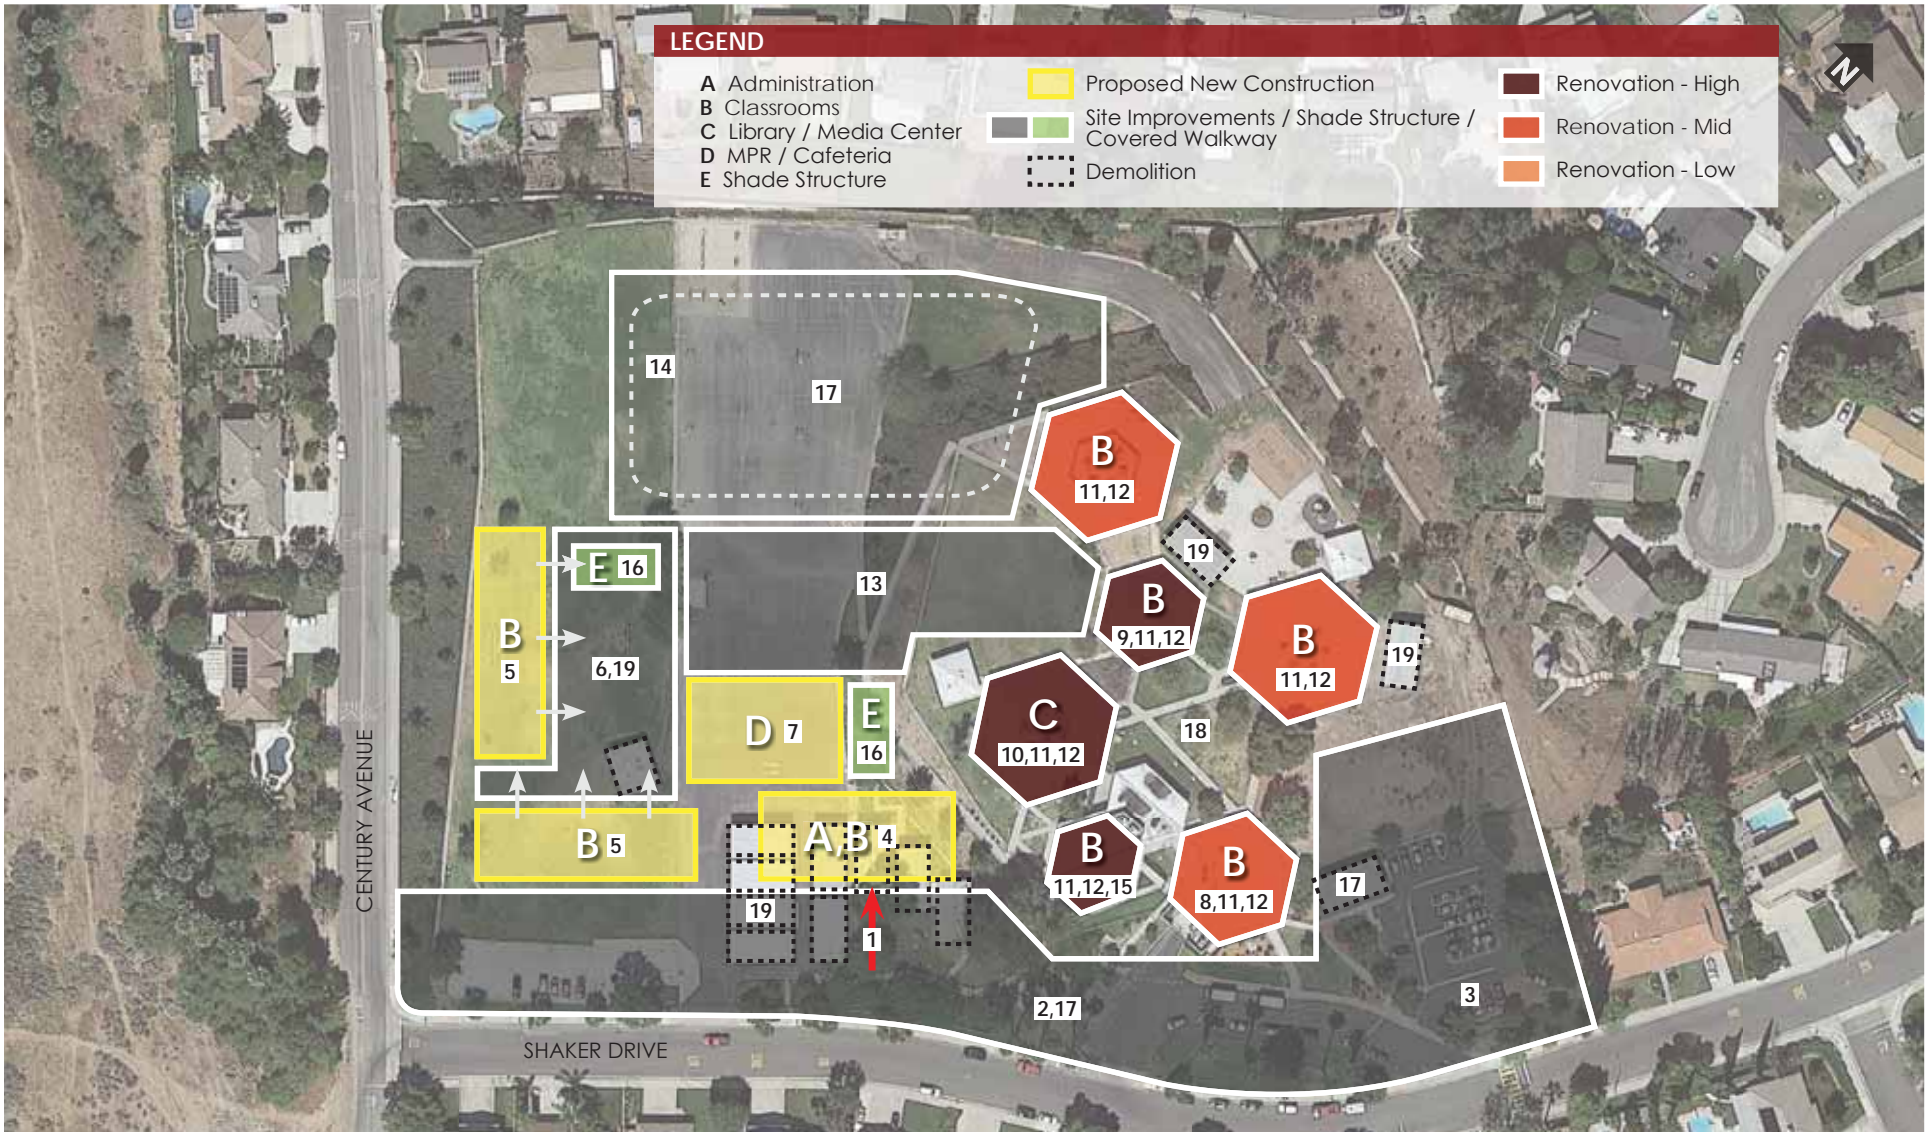 LEGEND
A Administration
B Classrooms
C Library / Media Center
D MPR / Cafeteria
E Shade Structure
Proposed New Construction
Site Improvements / Shade Structure /
Covered Walkway
Demolition
Renovation - High
Renovation - Mid
Renovation - Low
N
14
17
B
11,12
19
E 16
13
B
9,11,12
B
5
6,19
B
11,12
19
D 7
E
16
C
10,11,12
18
B 5
A,B 4
B
11,12,15
B
8,11,12
17
19
1
2,17
3
CENTURY AVENUE
SHAKER DRIVE